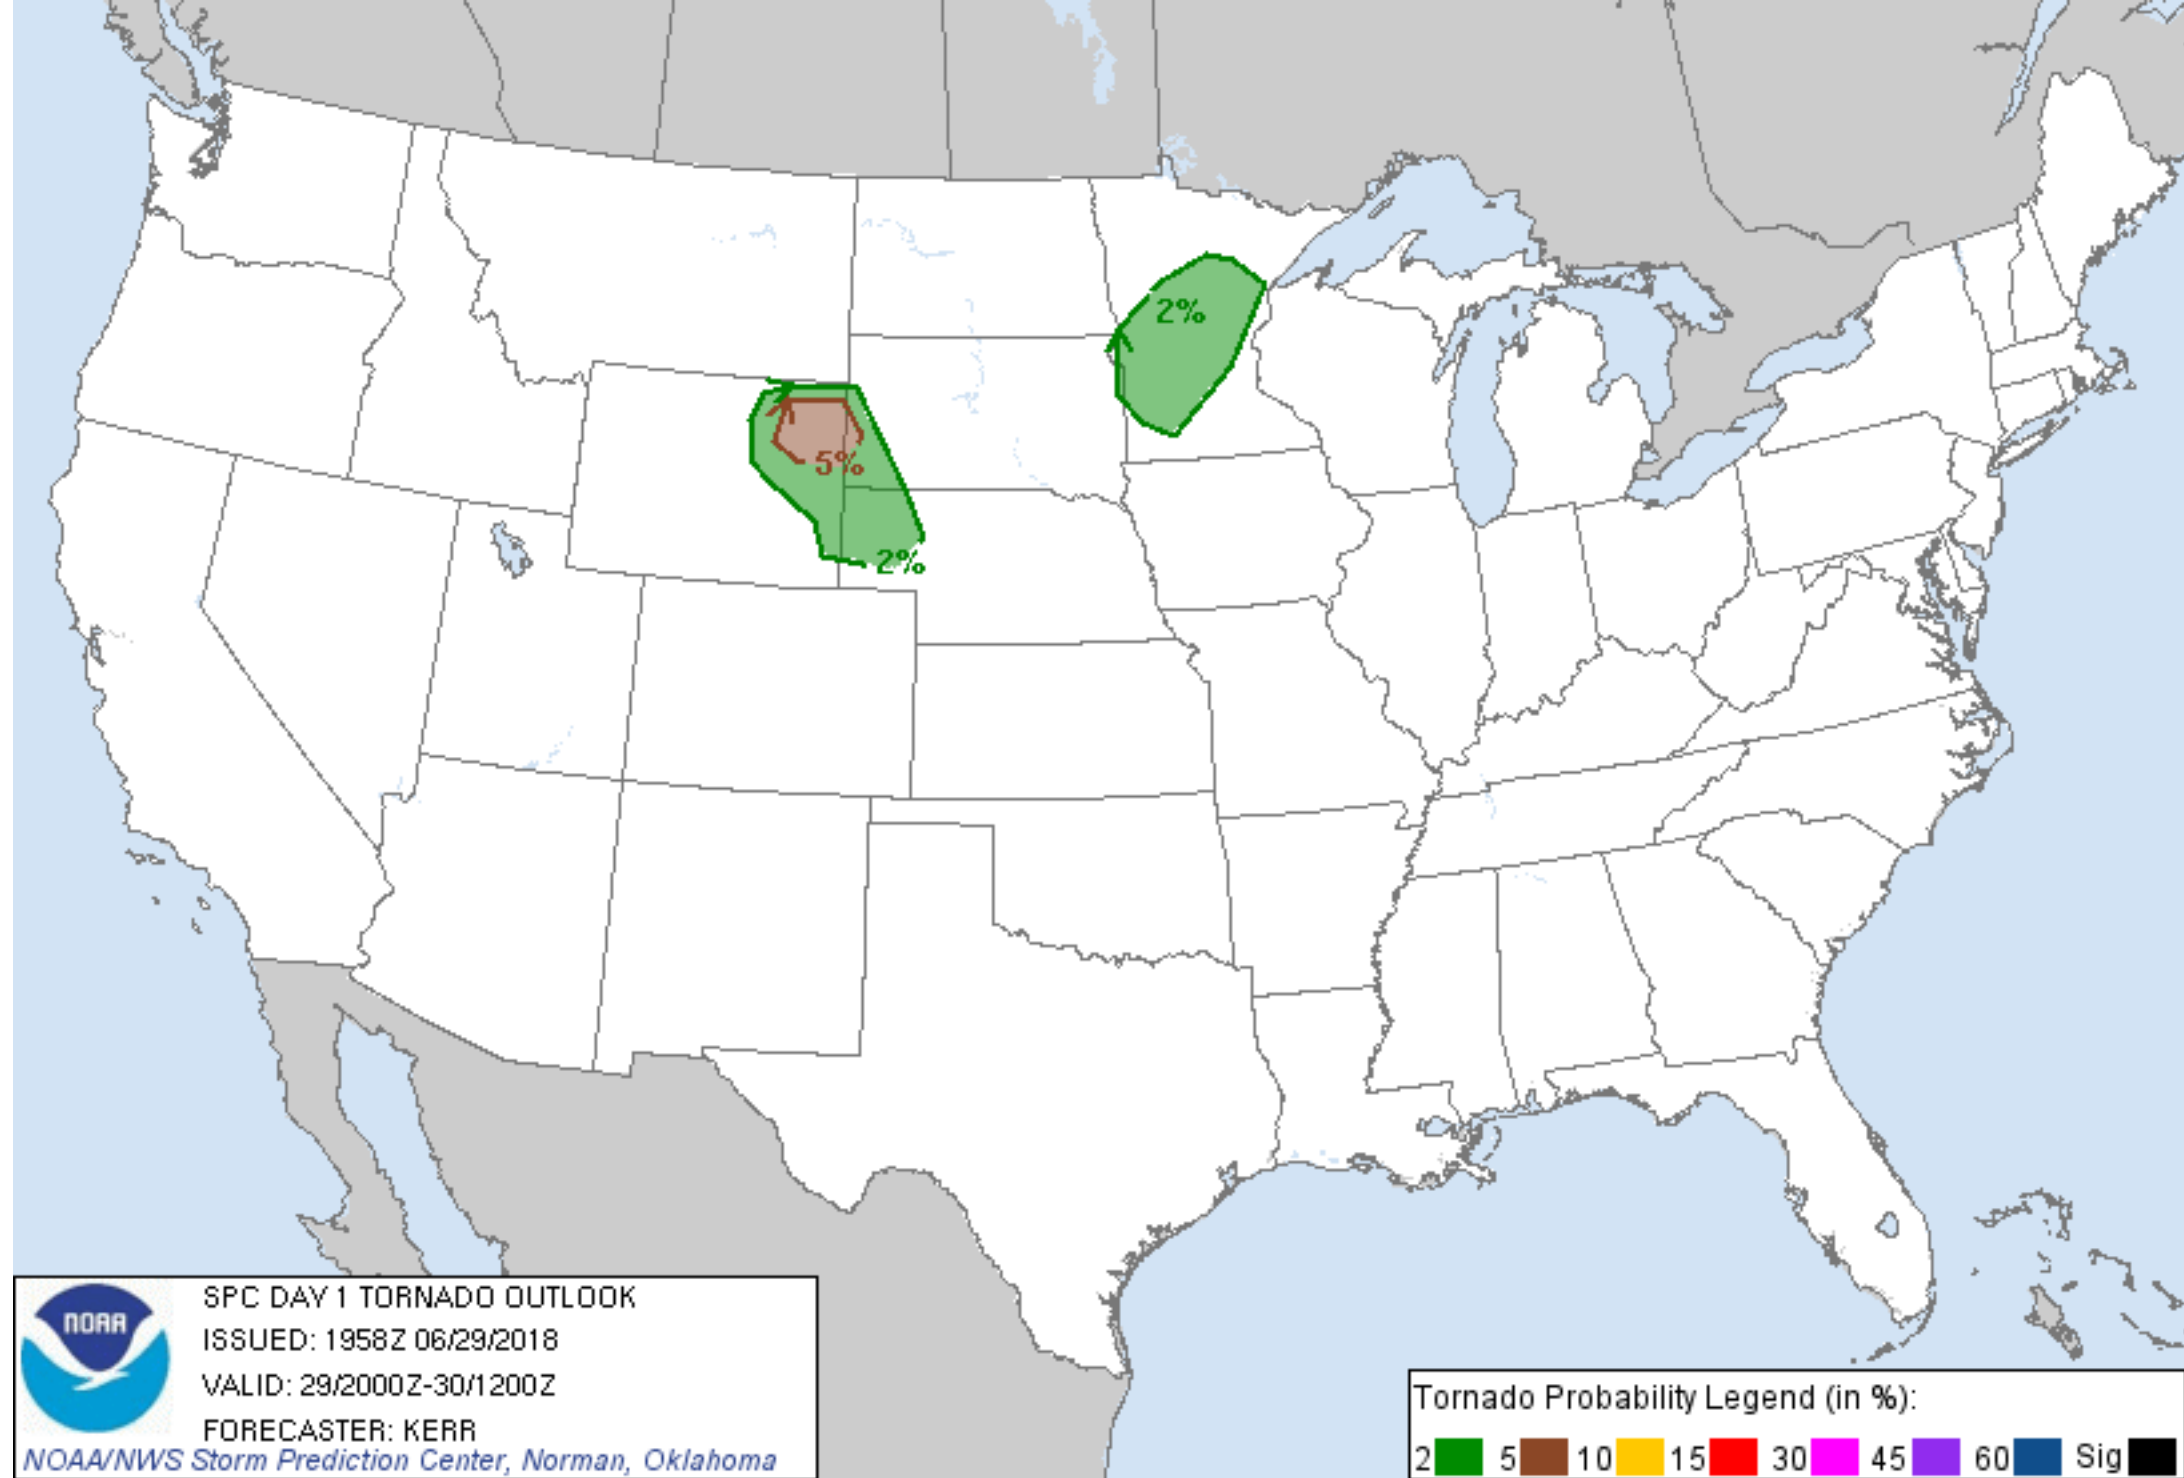 2%
5%
2%
NOAA
SPC DAY 1 TORNADO OUTLOOK
ISSUED: 1958Z 06/29/2018
VALID: 29/2000Z-30/1200Z
FORECASTER: KERR
NOAA/NWS Storm Prediction Center, Norman, Oklahoma
Tornado Probability Legend (in %):
2 5 10 15 30 45 60 Sig